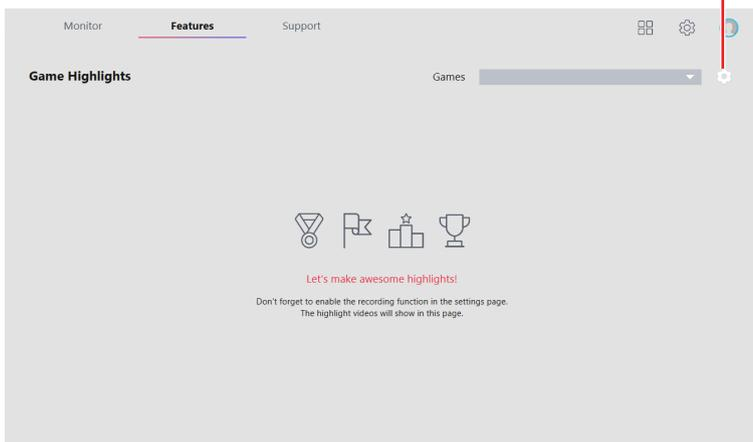 Monitor
Features
Support
Game Highlights
Games
Let's make awesome highlights!
Don't forget to enable the recording function in the settings page.
The highlight videos will show in this page.